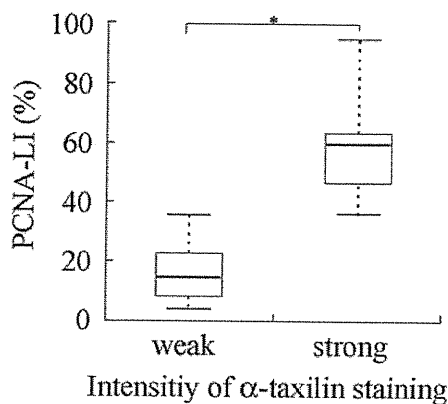 *
100
80
60
40
20
0
PCNA-LI (%)
weak strong
Intensitiy of α-taxilin staining